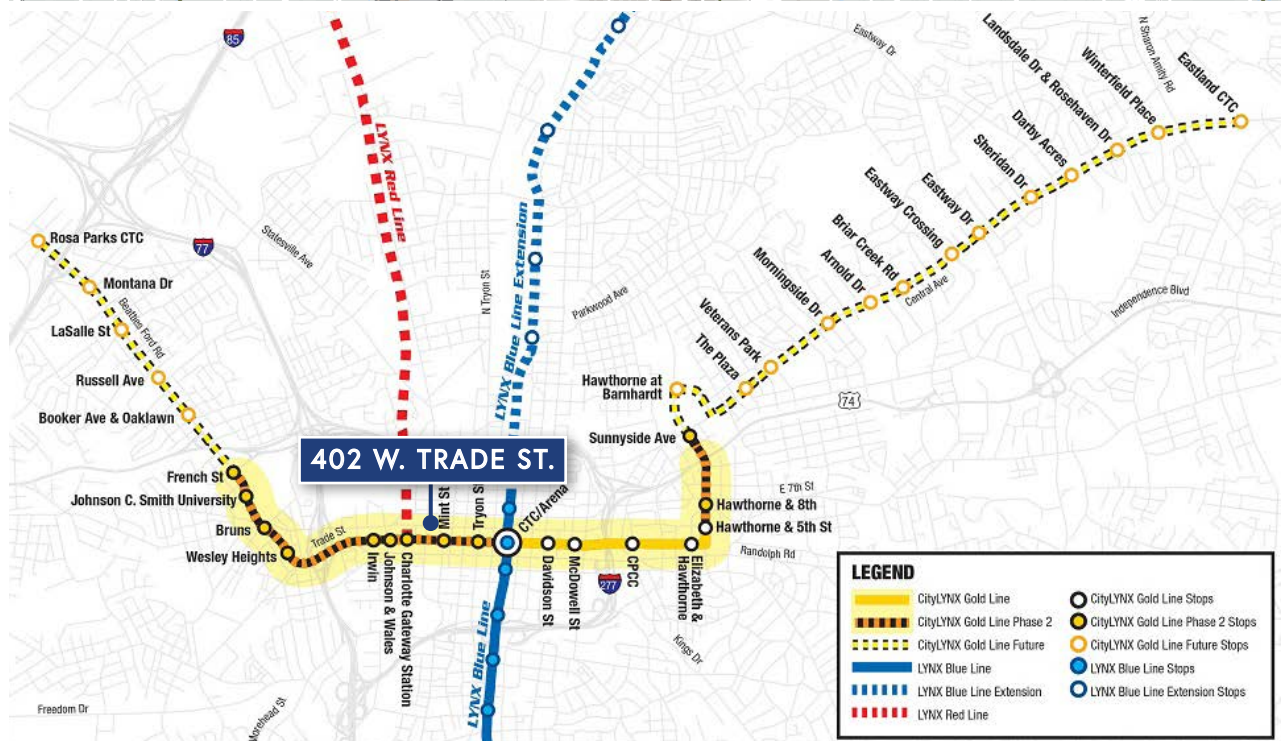 85
LYNX Red Line
Eastway Dr
N Sharon Amity Rd
Landsdale Dr & Rosehaven Dr
Winterfield Place
Eastland CTC
Darby Acres
Sheridan Dr
Eastway Dr
Eastway Crossing
Briar Creek Rd
Arnold Dr
Morningside Dr
Central Ave
Independence Blvd
Veterans Park
The Plaza
Rosa Parks CTC
77
Statesville Ave
Montana Dr
Beatties Ford Rd
LaSalle St
Russell Ave
Booker Ave & Oaklawn
N Tryon St
LYNX Blue Line Extension
Parkwood Ave
Hawthorne at
Barnhardt
74
Sunnyside Ave
402 W. TRADE ST.
French St
Johnson C. Smith University
Bruns
Wesley Heights
Trade St
Mint St
Tryon St
CTC/Arena
E 7th St
Hawthorne & 8th
Hawthorne & 5th St
Randolph Rd
Irwin
Johnson & Wales
Charlotte Gateway Station
Davidson St
McDowell St
277
CPCC
Elizabeth &
Hawthorne
Kings Dr
LYNX Blue Line
Freedom Dr
Morehead St
LEGEND
CityLYNX Gold Line
CityLYNX Gold Line Phase 2
CityLYNX Gold Line Future
LYNX Blue Line
LYNX Blue Line Extension
LYNX Red Line
CityLYNX Gold Line Stops
CityLYNX Gold Line Phase 2 Stops
CityLYNX Gold Line Future Stops
LYNX Blue Line Stops
LYNX Blue Line Extension Stops